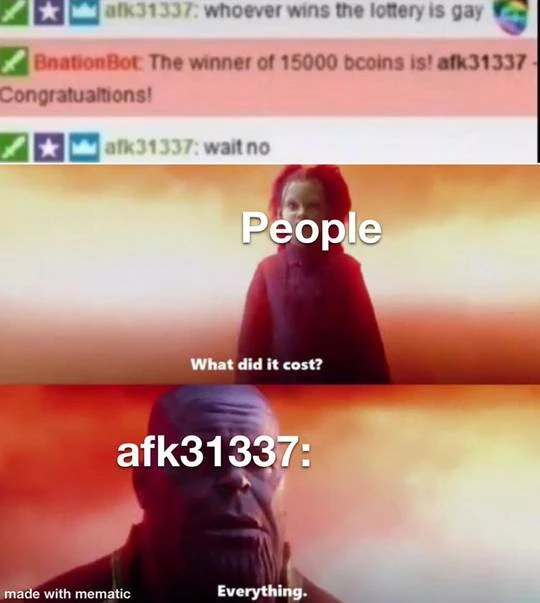 afk31337: whoever wins the lottery is gay
BnationBot: The winner of 15000 bcoins is! afk31337 -
Congratualtions!
afk31337: wait no
People
What did it cost?
afk31337:
Everything.
made with mematic